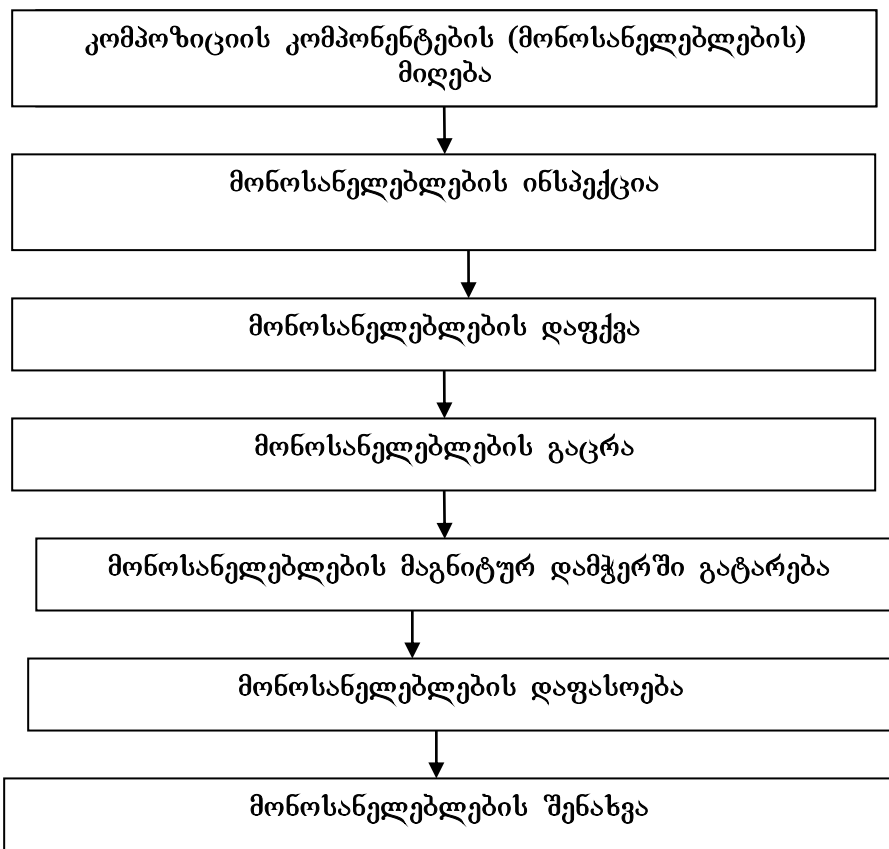 კომპოზიციის კომპონენტების (მონოსანელებლების)
მიღება
მონოსანელებლების ინსპექცია
მონოსანელებლების დაფქვა
მონოსანელებლების გაცრა
მონოსანელებლების მაგნიტურ დამჭერში გატარება
მონოსანელებლების დაფასოება
მონოსანელებლების შენახვა